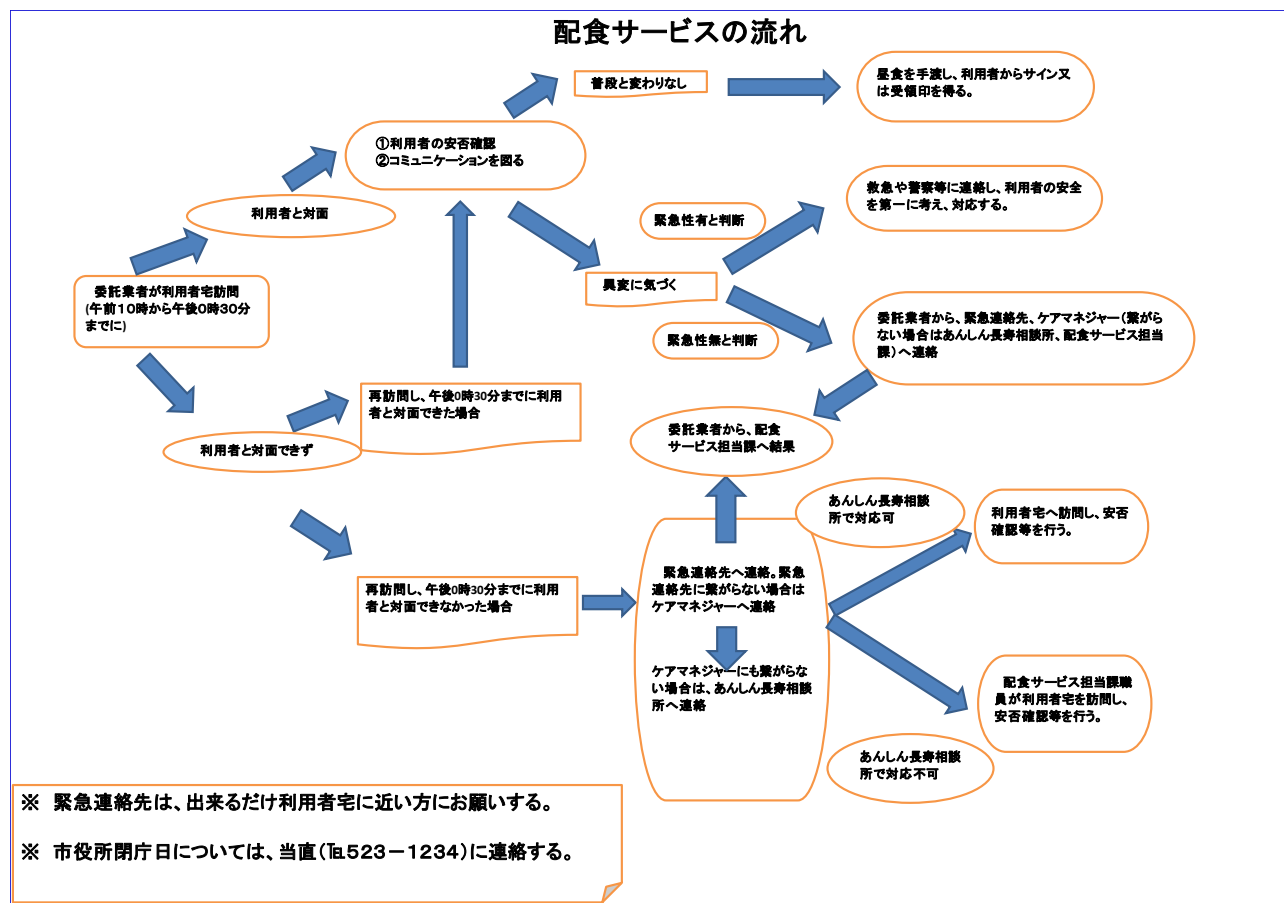 配食サービスの流れ
普段と変わりなし
昼食を手渡し、利用者からサイン又
は受領印を得る。
①利用者の安否確認
②コミュニケーションを図る
利用者と対面
緊急性有と判断
救急や警察等に連絡し、利用者の安全
を第一に考え、対応する。
委託業者が利用者宅訪問
(午前10時から午後0時30分
までに)
異変に気づく
緊急性無と判断
委託業者から、緊急連絡先、ケアマネジャー(繋がら
ない場合はあんしん長寿相談所、配食サービス担当
課)へ連絡
再訪問し、午後0時30分までに利用
者と対面できた場合
利用者と対面できず
委託業者から、配食
サービス担当課へ結果
あんしん長寿相談
所で対応可
利用者宅へ訪問し、安否
確認等を行う。
再訪問し、午後0時30分までに利用
者と対面できなかった場合
緊急連絡先へ連絡。緊急
連絡先に繋がらない場合は
ケアマネジャーへ連絡
ケアマネジャーにも繋がらな
い場合は、あんしん長寿相談
所へ連絡
配食サービス担当課職
員が利用者宅を訪問し、
安否確認等を行う。
あんしん長寿相談
所で対応不可
※ 緊急連絡先は、出来るだけ利用者宅に近い方にお願いする。
※ 市役所閉庁日については、当直(℡523-1234)に連絡する。